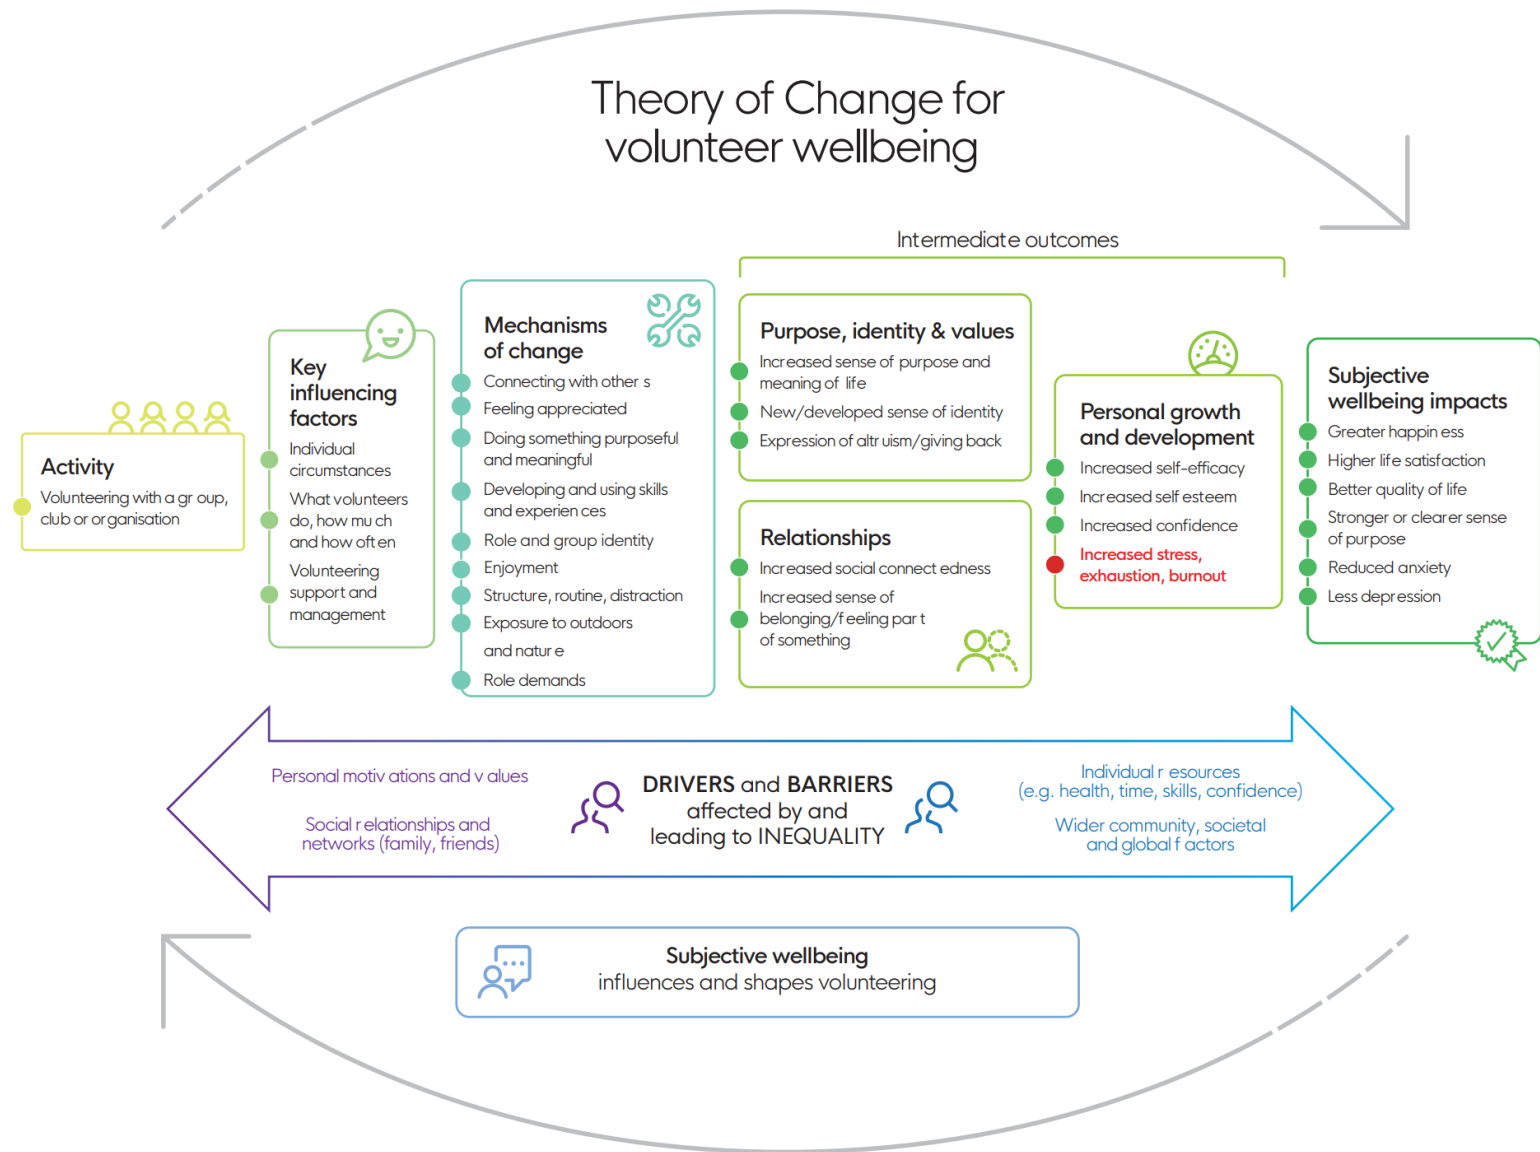 Theory of Change for
volunteer wellbeing
Intermediate outcomes
Activity
Volunteering with a gr oup,
club or or ganisation
Key
influencing
factors
Individual
circumstances
What volunteers
do, how mu ch
and how oft en
Volunteering
support and
management
Mechanisms
of change
Connecting with other s
Feeling appreciated
Doing something purposeful
and meaningful
Developing and using skills
and experien ces
Role and group identity
Enjoyment
Structure, routine, distraction
Exposure to outdoors
and natur e
Role demands
Purpose, identity & values
Increased sense of purpose and
meaning of life
New/developed sense of identity
Expression of altr uism/giving back
Relationships
Increased social connect edness
Increased sense of
belonging/f eeling par t
of something
Personal growth
and development
Increased self-efficacy
Increased self esteem
Increased confidence
Increased stress,
exhaustion, burnout
Subjective
wellbeing impacts
Greater happin ess
Higher life satisfaction
Better quality of life
Stronger or clearer sense
of purpose
Reduced anxiety
Less depression
Personal motiv ations and v alues
Social r elationships and
networks (family, friends)
DRIVERS and BARRIERS
affected by and
leading to INEQUALITY
Individual r esources
(e.g. health, time, skills, confidence)
Wider community, societal
and global f actors
Subjective wellbeing
influences and shapes volunteering